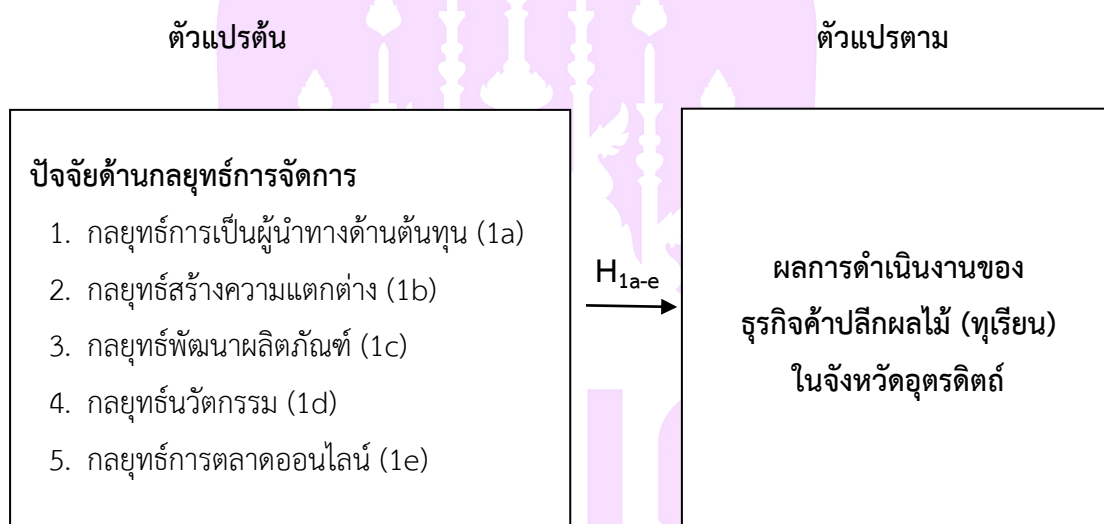 ตัวแปรต้น
ตัวแปรตาม
ปัจจัยด้านกลยุทธ์การจัดการ
1. กลยุทธ์การเป็นผู้นำทางด้านต้นทุน (1a)
2. กลยุทธ์สร้างความแตกต่าง (1b)
3. กลยุทธ์พัฒนาผลิตภัณฑ์ (1c)
4. กลยุทธ์นวัตกรรม (1d)
5. กลยุทธ์การตลาดออนไลน์ (1e)
H1a-e
ผลการดำเนินงานของ
ธุรกิจค้าปลีกผลไม้ (ทุเรียน)
ในจังหวัดอุตรดิตถ์